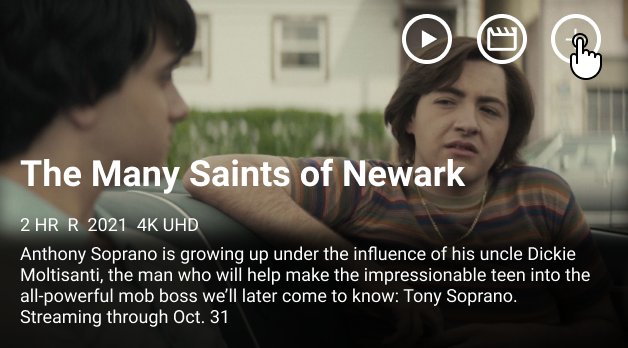 The Many Saints of Newark
2 HR R 2021 4K UHD
Anthony Soprano is growing up under the influence of his uncle Dickie
Moltisanti, the man who will help make the impressionable teen into the
all-powerful mob boss we'll later come to know: Tony Soprano.
Streaming through Oct. 31